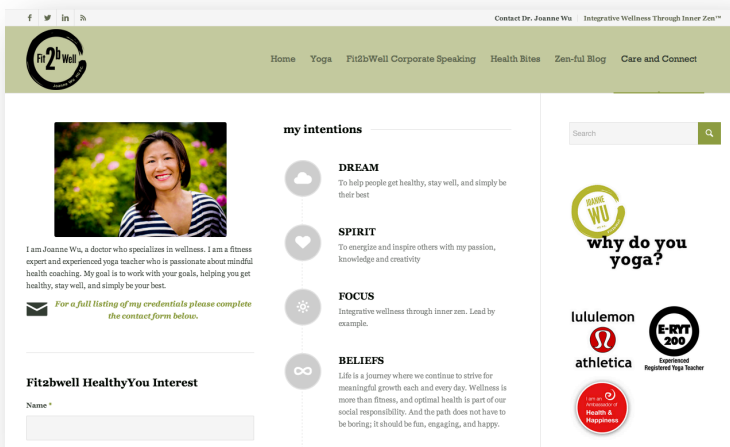 Contact Dr. Joanne Wu
Integrative Wellness Through Inner Zen™
Fit2b Well
Joanne Wu, MD
Home Yoga Fit2bWell Corporate Speaking Health Bites Zen-ful Blog Care and Connect
I am Joanne Wu, a doctor who specializes in wellness. I am a fitness
expert and experienced yoga teacher who is passionate about mindful
health coaching. My goal is to work with your goals, helping you get
healthy, stay well, and simply be your best.
For a full listing of my credentials please complete
the contact form below.
Fit2bwell HealthyYou Interest
Name *
my intentions
DREAM
To help people get healthy, stay well, and simply be
their best
SPIRIT
To energize and inspire others with my passion,
knowledge and creativity
FOCUS
Integrative wellness through inner zen. Lead by
example.
BELIEFS
Life is a journey where we continue to strive for
meaningful growth each and every day. Wellness is
more than fitness, and optimal health is part of our
social responsibility. And the path does not have to
be boring; it should be fun, engaging, and happy.
Search
JOANNE
WU
why do you
yoga?
lululemon
athletica
E-RYT
200
Experienced
Registered Yoga Teacher
I am an
Ambassador of
Health &
Happiness